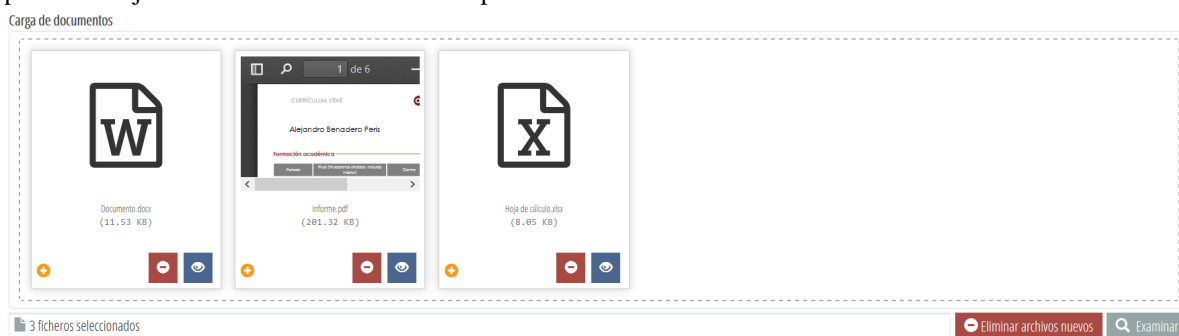 Carga de documentos
1 de 6
CURRICULUM VITAE
Alejandro Benadero Peris
Formación académica
W
X
Documento.docx
(11.53 KB)
Informe.pdf
(201.32 KB)
Hoja de cálculo.xlsx
(8.05 KB)
3 ficheros seleccionados
Eliminar archivos nuevos
Examinar